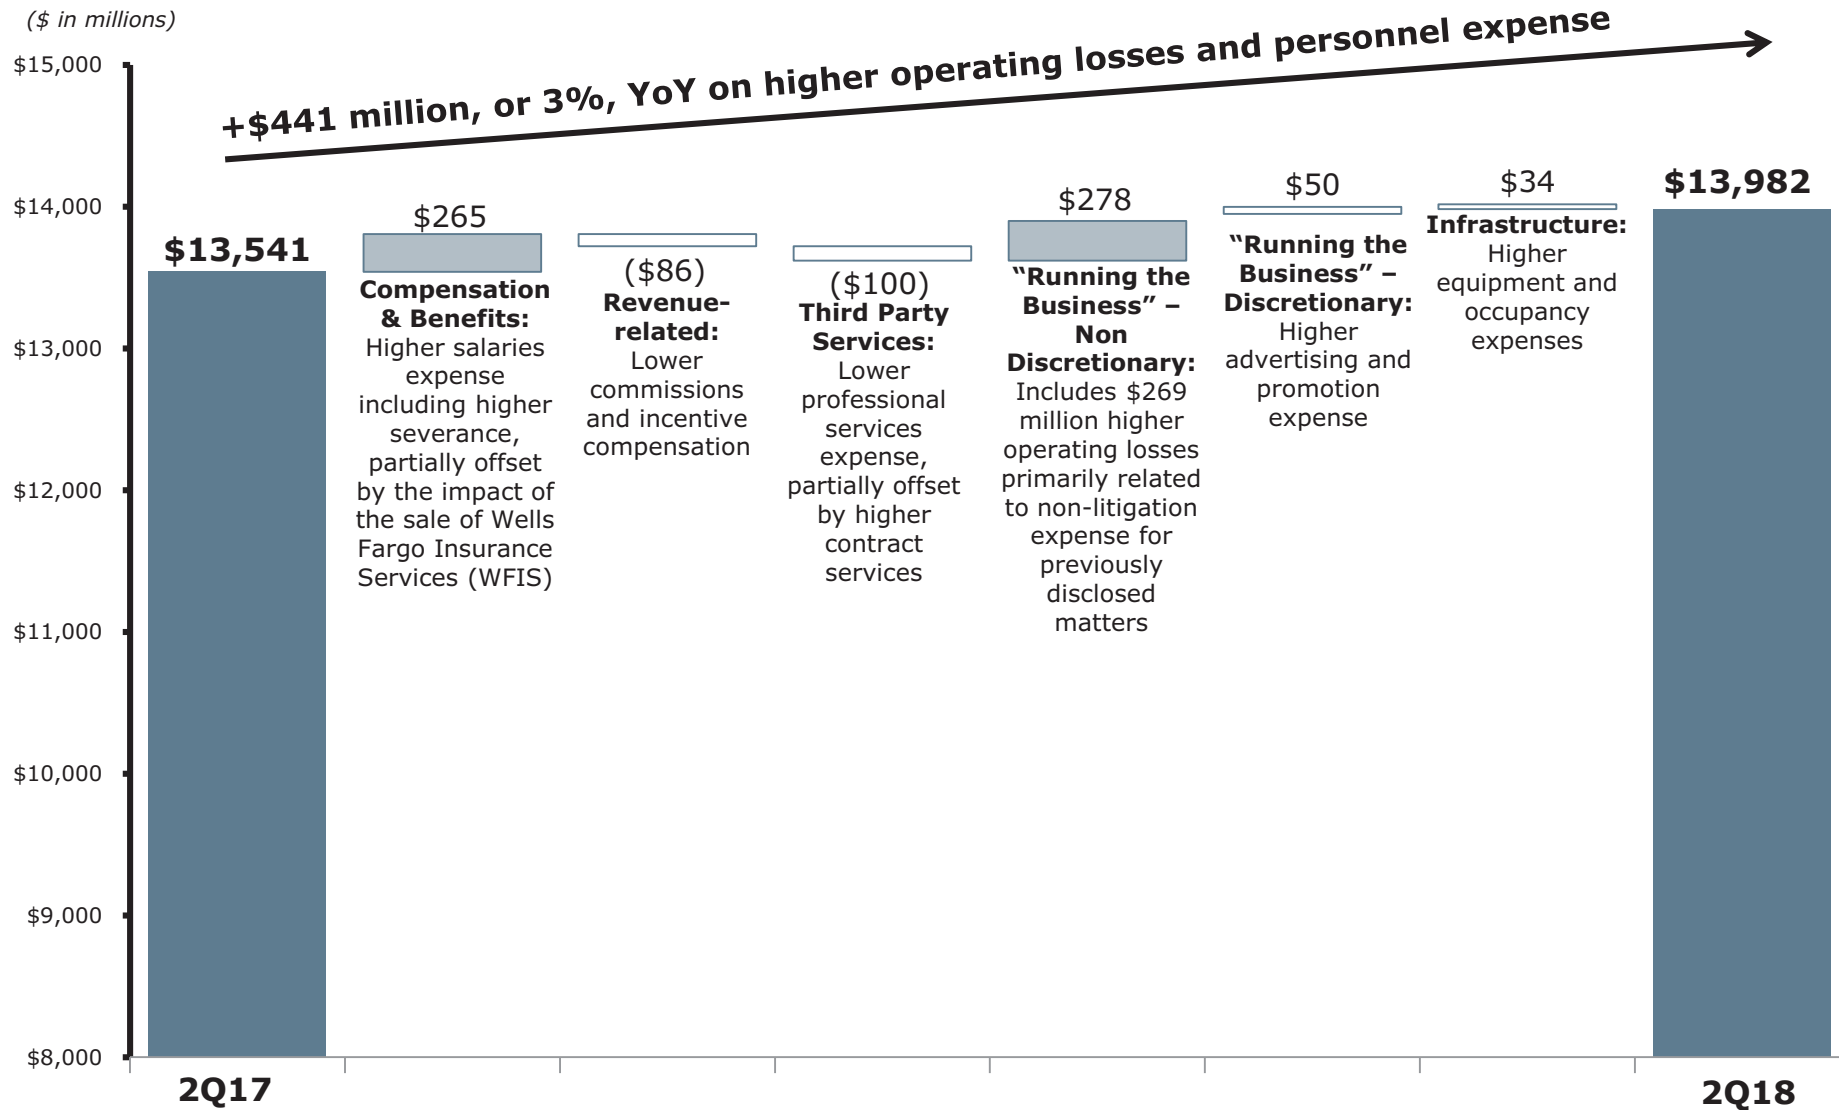 ($ in millions)
+$441 million, or 3%, YoY on higher operating losses and personnel expense
$15,000
$14,000
$13,000
$12,000
$11,000
$10,000
$9,000
$8,000
$13,541
2Q17
$265
Compensation
& Benefits:
Higher salaries
expense
including higher
severance,
partially offset
by the impact of
the sale of Wells
Fargo Insurance
Services (WFIS)
($86)
Revenue-
related:
Lower
commissions
and incentive
compensation
($100)
Third Party
Services:
Lower
professional
services
expense,
partially offset
by higher
contract
services
$278
“Running the
Business” –
Non
Discretionary:
Includes $269
million higher
operating losses
primarily related
to non-litigation
expense for
previously
disclosed
matters
$50
“Running the
Business” –
Discretionary:
Higher
advertising and
promotion
expense
$34
Infrastructure:
Higher
equipment and
occupancy
expenses
$13,982
2Q18